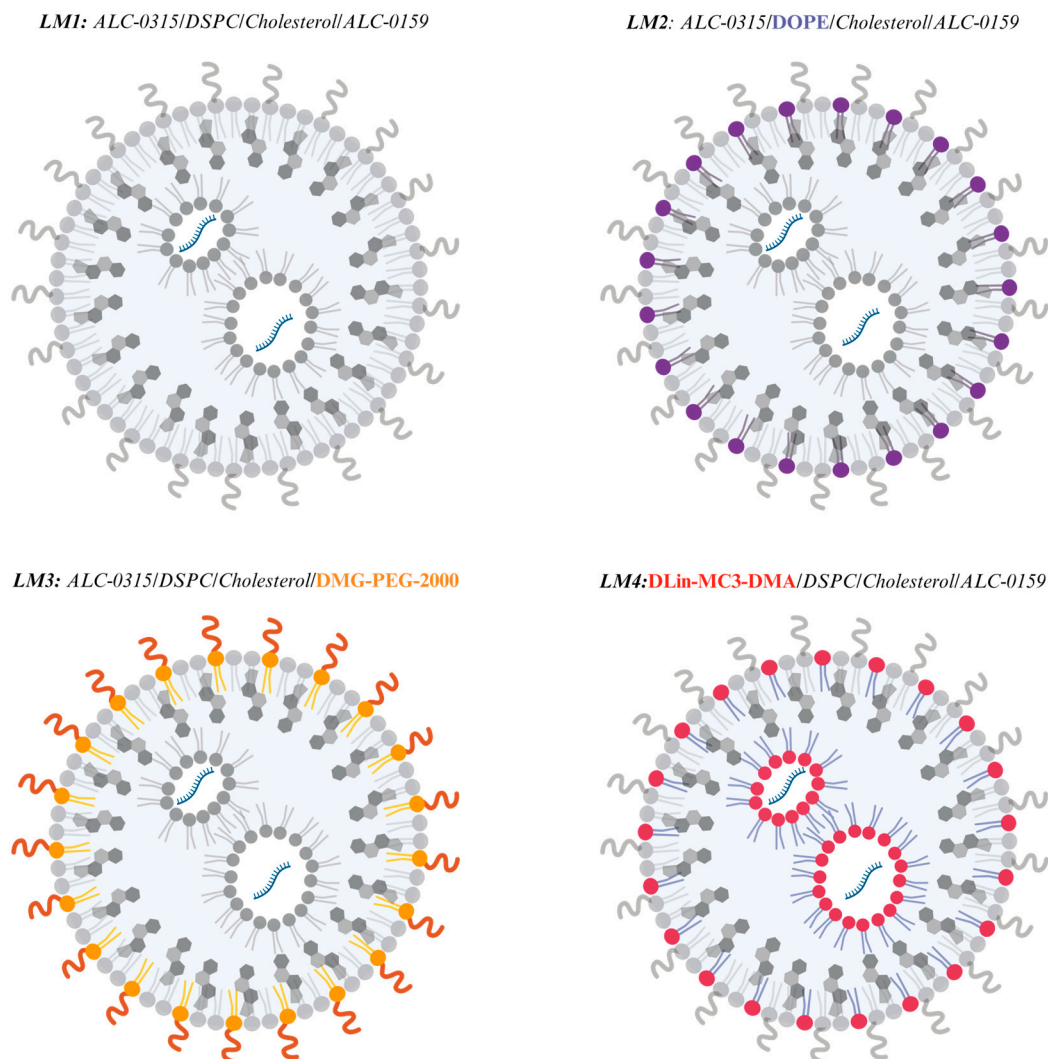 LM1: ALC-0315/DSPC/Cholesterol/ALC-0159
LM2: ALC-0315/DOPE/Cholesterol/ALC-0159
LM3: ALC-0315/DSPC/Cholesterol/DMG-PEG-2000
LM4:DLin-MC3-DMA/DSPC/Cholesterol/ALC-0159